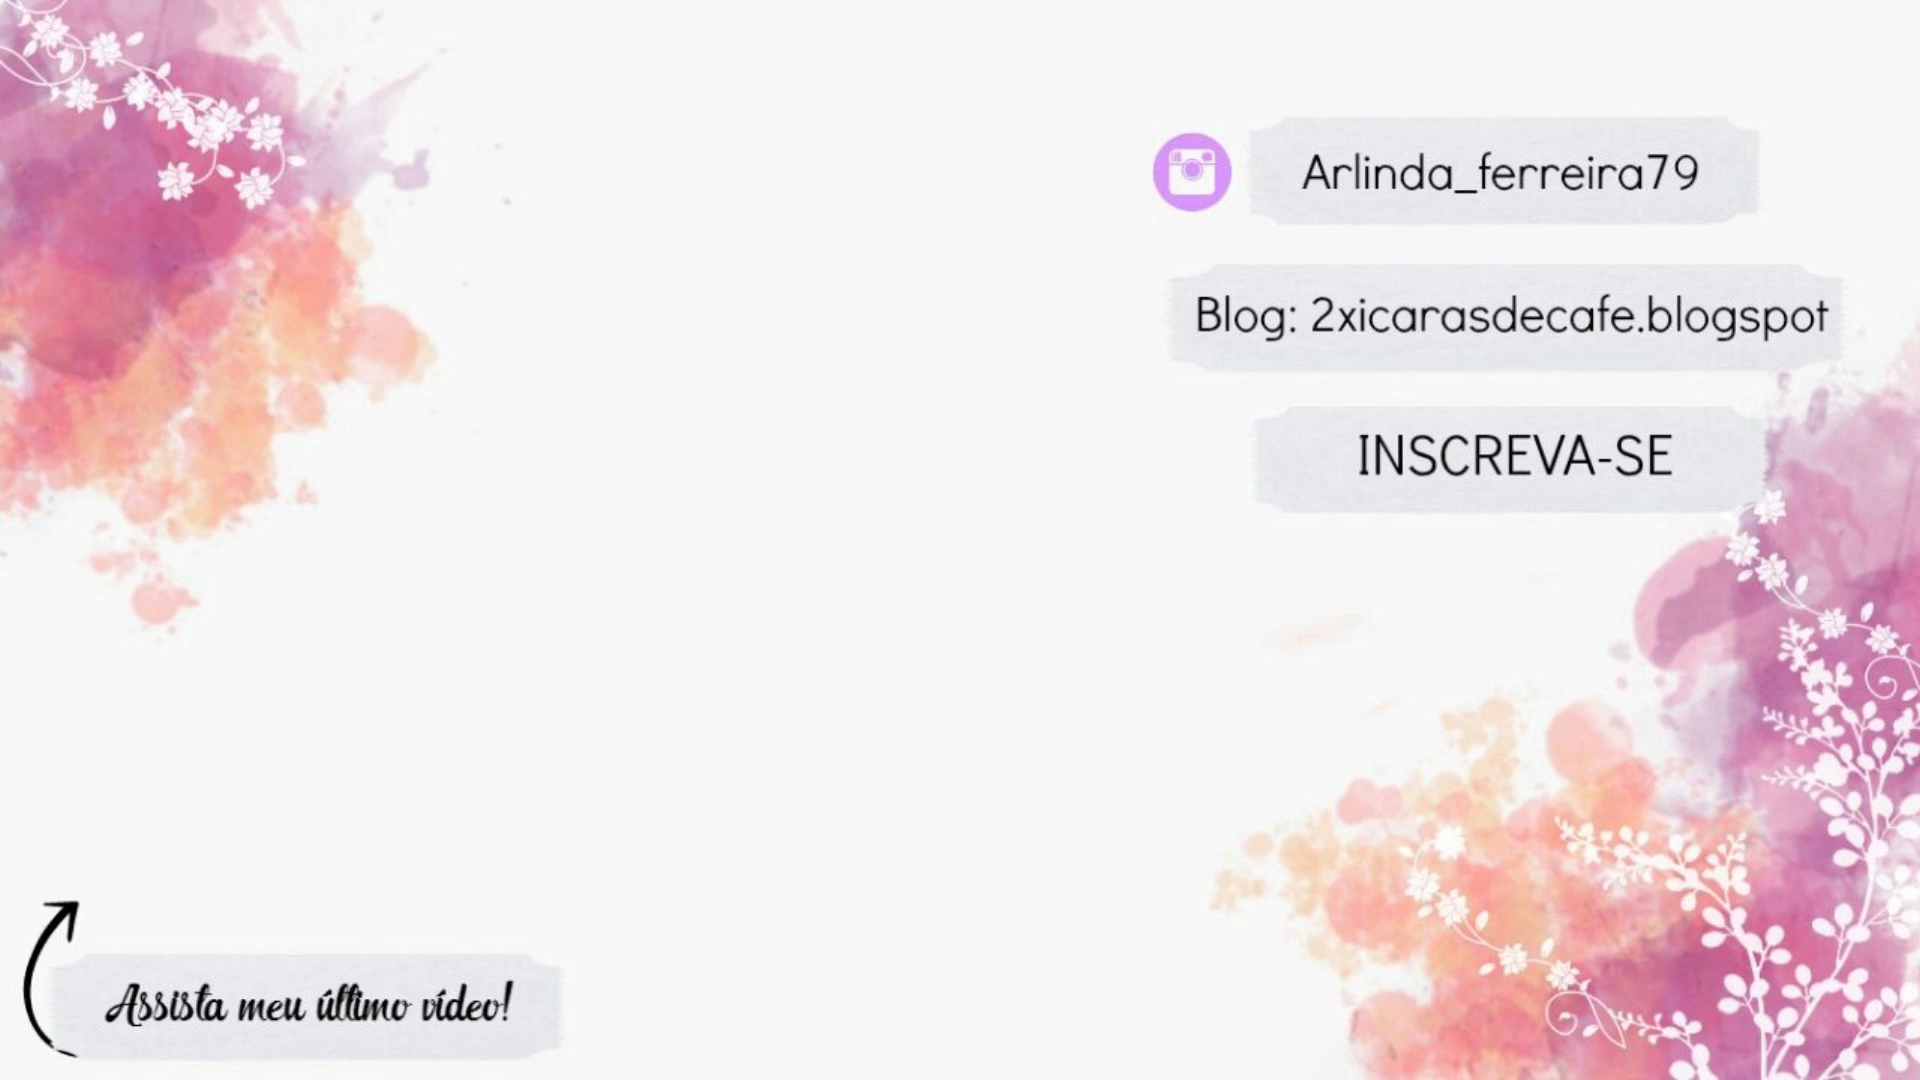 Arlinda_ferreira79
Blog: 2xicarasdecafe.blogspot
INSCREVA-SE
Assista meu último vídeo!